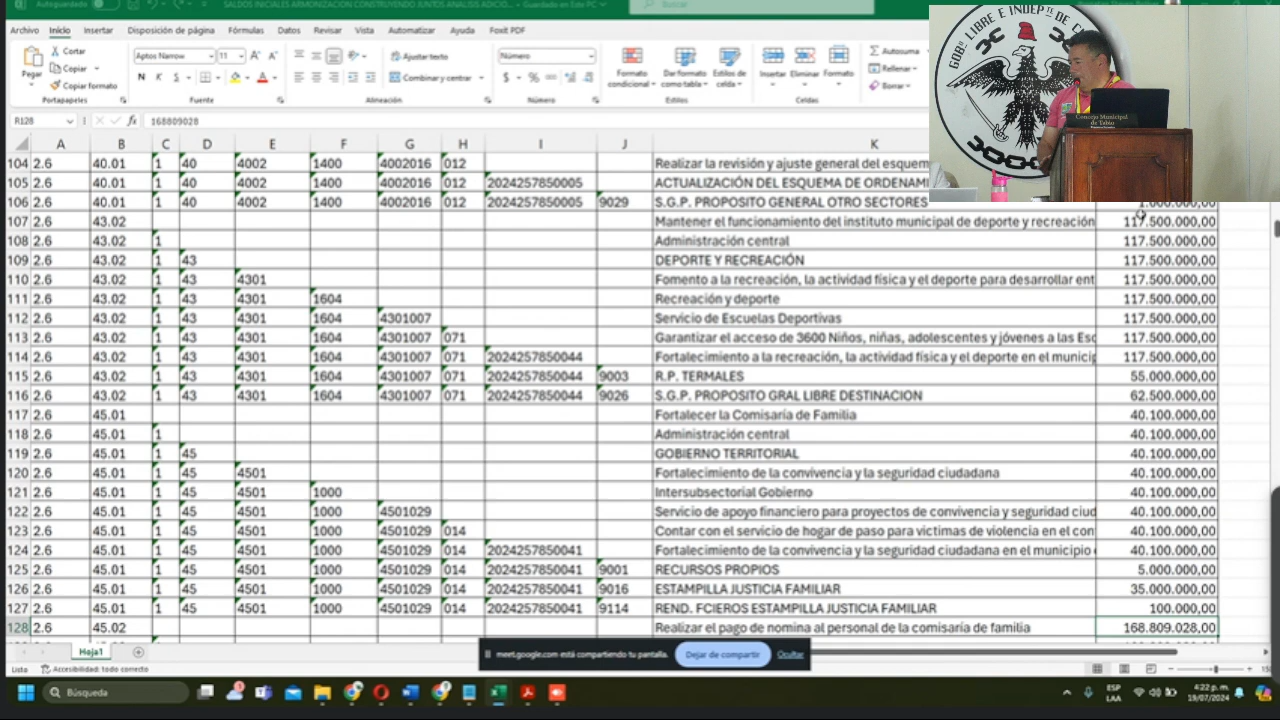 Autoguardado SALDOS INICIALES ARMONIZACION CONSTRUYENDO JUNTOS ANALISIS ADICIO... - Guardado en Este PC Buscar
Archivo Inicio Insertar Disposición de página Fórmulas Datos Revisar Vista Automatizar Ayuda Foxit PDF
Pegar Cortar Copiar Copiar formato
Aptos Narrow 11 Ajustar texto Combinar y centrar Número
Formato condicional Dar formato como tabla Estilos de celda Insertar Eliminar Formato
Autosuma Rellenar Borrar
Portapapeles Fuente Alineación Número Estilos Celdas
GOBº LIBRE E INDEPTE DE
Concejo Municipal
de Tabio
R128 168809028
A B C D E F G H I J K
104 2.6 40.01 1 40 4002 1400 4002016 012 Realizar la revisión y ajuste general del esquem
105 2.6 40.01 1 40 4002 1400 4002016 012 2024257850005 ACTUALIZACIÓN DEL ESQUEMA DE ORDENAMI
106 2.6 40.01 1 40 4002 1400 4002016 012 2024257850005 9029 S.G.P. PROPOSITO GENERAL OTRO SECTORES 1.000.000,00
107 2.6 43.02 Mantener el funcionamiento del instituto municipal de deporte y recreación 117.500.000,00
108 2.6 43.02 1 Administración central 117.500.000,00
109 2.6 43.02 1 43 DEPORTE Y RECREACIÓN 117.500.000,00
110 2.6 43.02 1 43 4301 Fomento a la recreación, la actividad física y el deporte para desarrollar ent 117.500.000,00
111 2.6 43.02 1 43 4301 1604 Recreación y deporte 117.500.000,00
112 2.6 43.02 1 43 4301 1604 4301007 Servicio de Escuelas Deportivas 117.500.000,00
113 2.6 43.02 1 43 4301 1604 4301007 071 Garantizar el acceso de 3600 Niños, niñas, adolescentes y jóvenes a las Esc 117.500.000,00
114 2.6 43.02 1 43 4301 1604 4301007 071 2024257850044 Fortalecimiento a la recreación, la actividad física y el deporte en el municip 117.500.000,00
115 2.6 43.02 1 43 4301 1604 4301007 071 2024257850044 9003 R.P. TERMALES 55.000.000,00
116 2.6 43.02 1 43 4301 1604 4301007 071 2024257850044 9026 S.G.P. PROPOSITO GRAL LIBRE DESTINACION 62.500.000,00
117 2.6 45.01 Fortalecer la Comisaría de Familia 40.100.000,00
118 2.6 45.01 1 Administración central 40.100.000,00
119 2.6 45.01 1 45 GOBIERNO TERRITORIAL 40.100.000,00
120 2.6 45.01 1 45 4501 Fortalecimiento de la convivencia y la seguridad ciudadana 40.100.000,00
121 2.6 45.01 1 45 4501 1000 Intersubsectorial Gobierno 40.100.000,00
122 2.6 45.01 1 45 4501 1000 4501029 Servicio de apoyo financiero para proyectos de convivencia y seguridad ciud 40.100.000,00
123 2.6 45.01 1 45 4501 1000 4501029 014 Contar con el servicio de hogar de paso para victimas de violencia en el con 40.100.000,00
124 2.6 45.01 1 45 4501 1000 4501029 014 2024257850041 Fortalecimiento de la convivencia y la seguridad ciudadana en el municipio 40.100.000,00
125 2.6 45.01 1 45 4501 1000 4501029 014 2024257850041 9001 RECURSOS PROPIOS 5.000.000,00
126 2.6 45.01 1 45 4501 1000 4501029 014 2024257850041 9016 ESTAMPILLA JUSTICIA FAMILIAR 35.000.000,00
127 2.6 45.01 1 45 4501 1000 4501029 014 2024257850041 9114 REND. FCIEROS ESTAMPILLA JUSTICIA FAMILIAR 100.000,00
128 2.6 45.02 Realizar el pago de nomina al personal de la comisaría de familia 168.809.028,00
Hoja1
meet.google.com está compartiendo tu pantalla. Dejar de compartir Ocultar
Listo Accesibilidad: todo correcto
Búsqueda
ESP
LAA
4:22 p. m.
19/07/2024